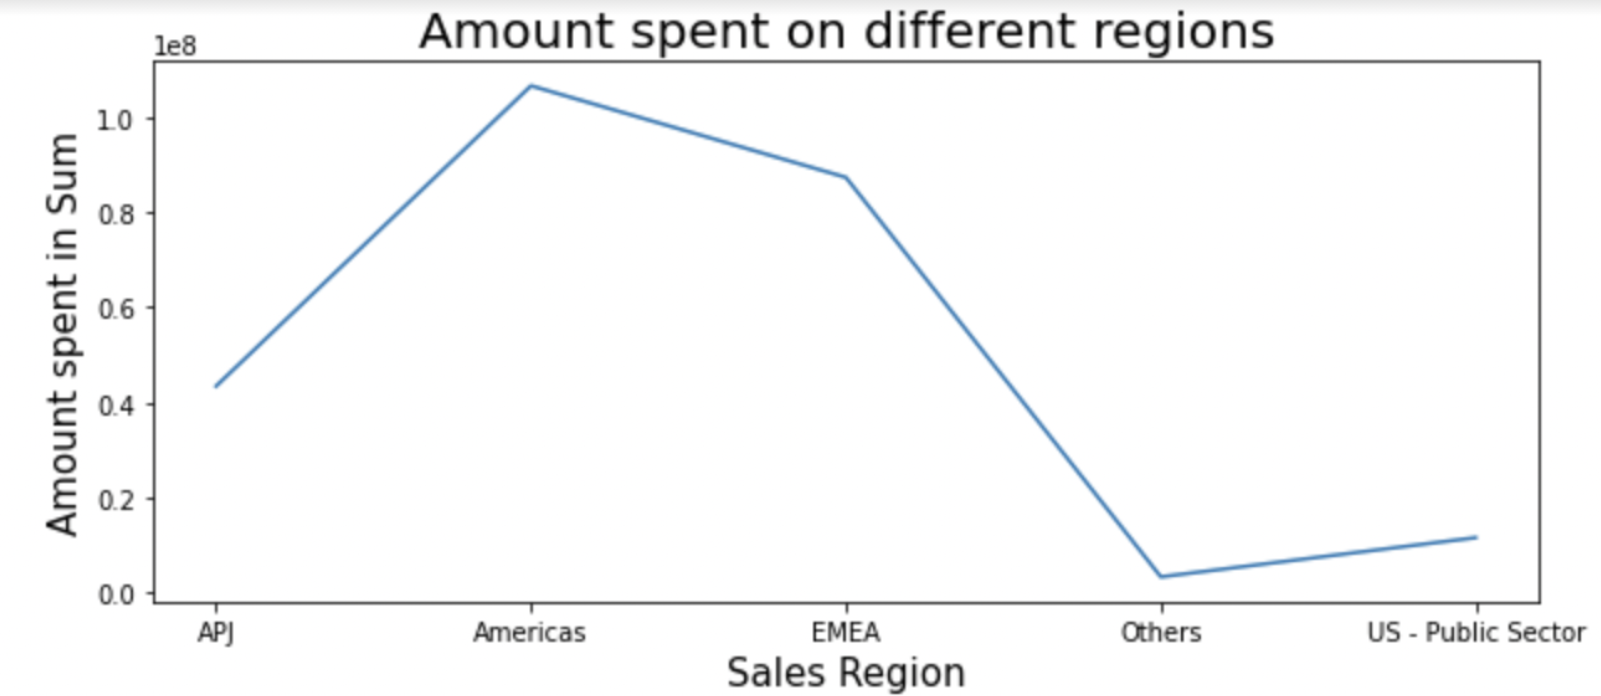 Amount spent on different regions
1e8
Amount spent in Sum
1.0
0.8
0.6
0.4
0.2
0.0
APJ Americas EMEA Others US - Public Sector
Sales Region